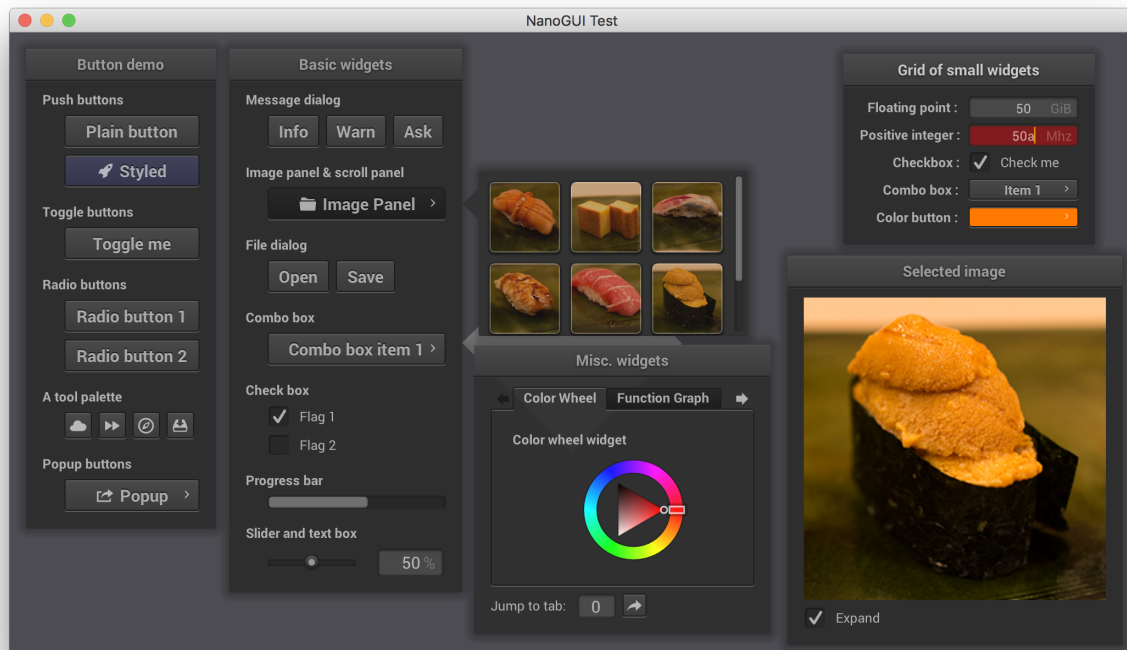 NanoGUI Test
Button demo
Push buttons
Plain button
Styled
Toggle buttons
Toggle me
Radio buttons
Radio button 1
Radio button 2
A tool palette
Popup buttons
Popup
Basic widgets
Message dialog
Info Warn Ask
Image panel & scroll panel
Image Panel
File dialog
Open Save
Combo box
Combo box item 1
Check box
Flag 1
Flag 2
Progress bar
Slider and text box
50 %
Misc. widgets
Color Wheel Function Graph
Color wheel widget
Jump to tab: 0
Grid of small widgets
Floating point : 50 GiB
Positive integer : 50a Mhz
Checkbox : Check me
Combo box : Item 1
Color button :
Selected image
Expand